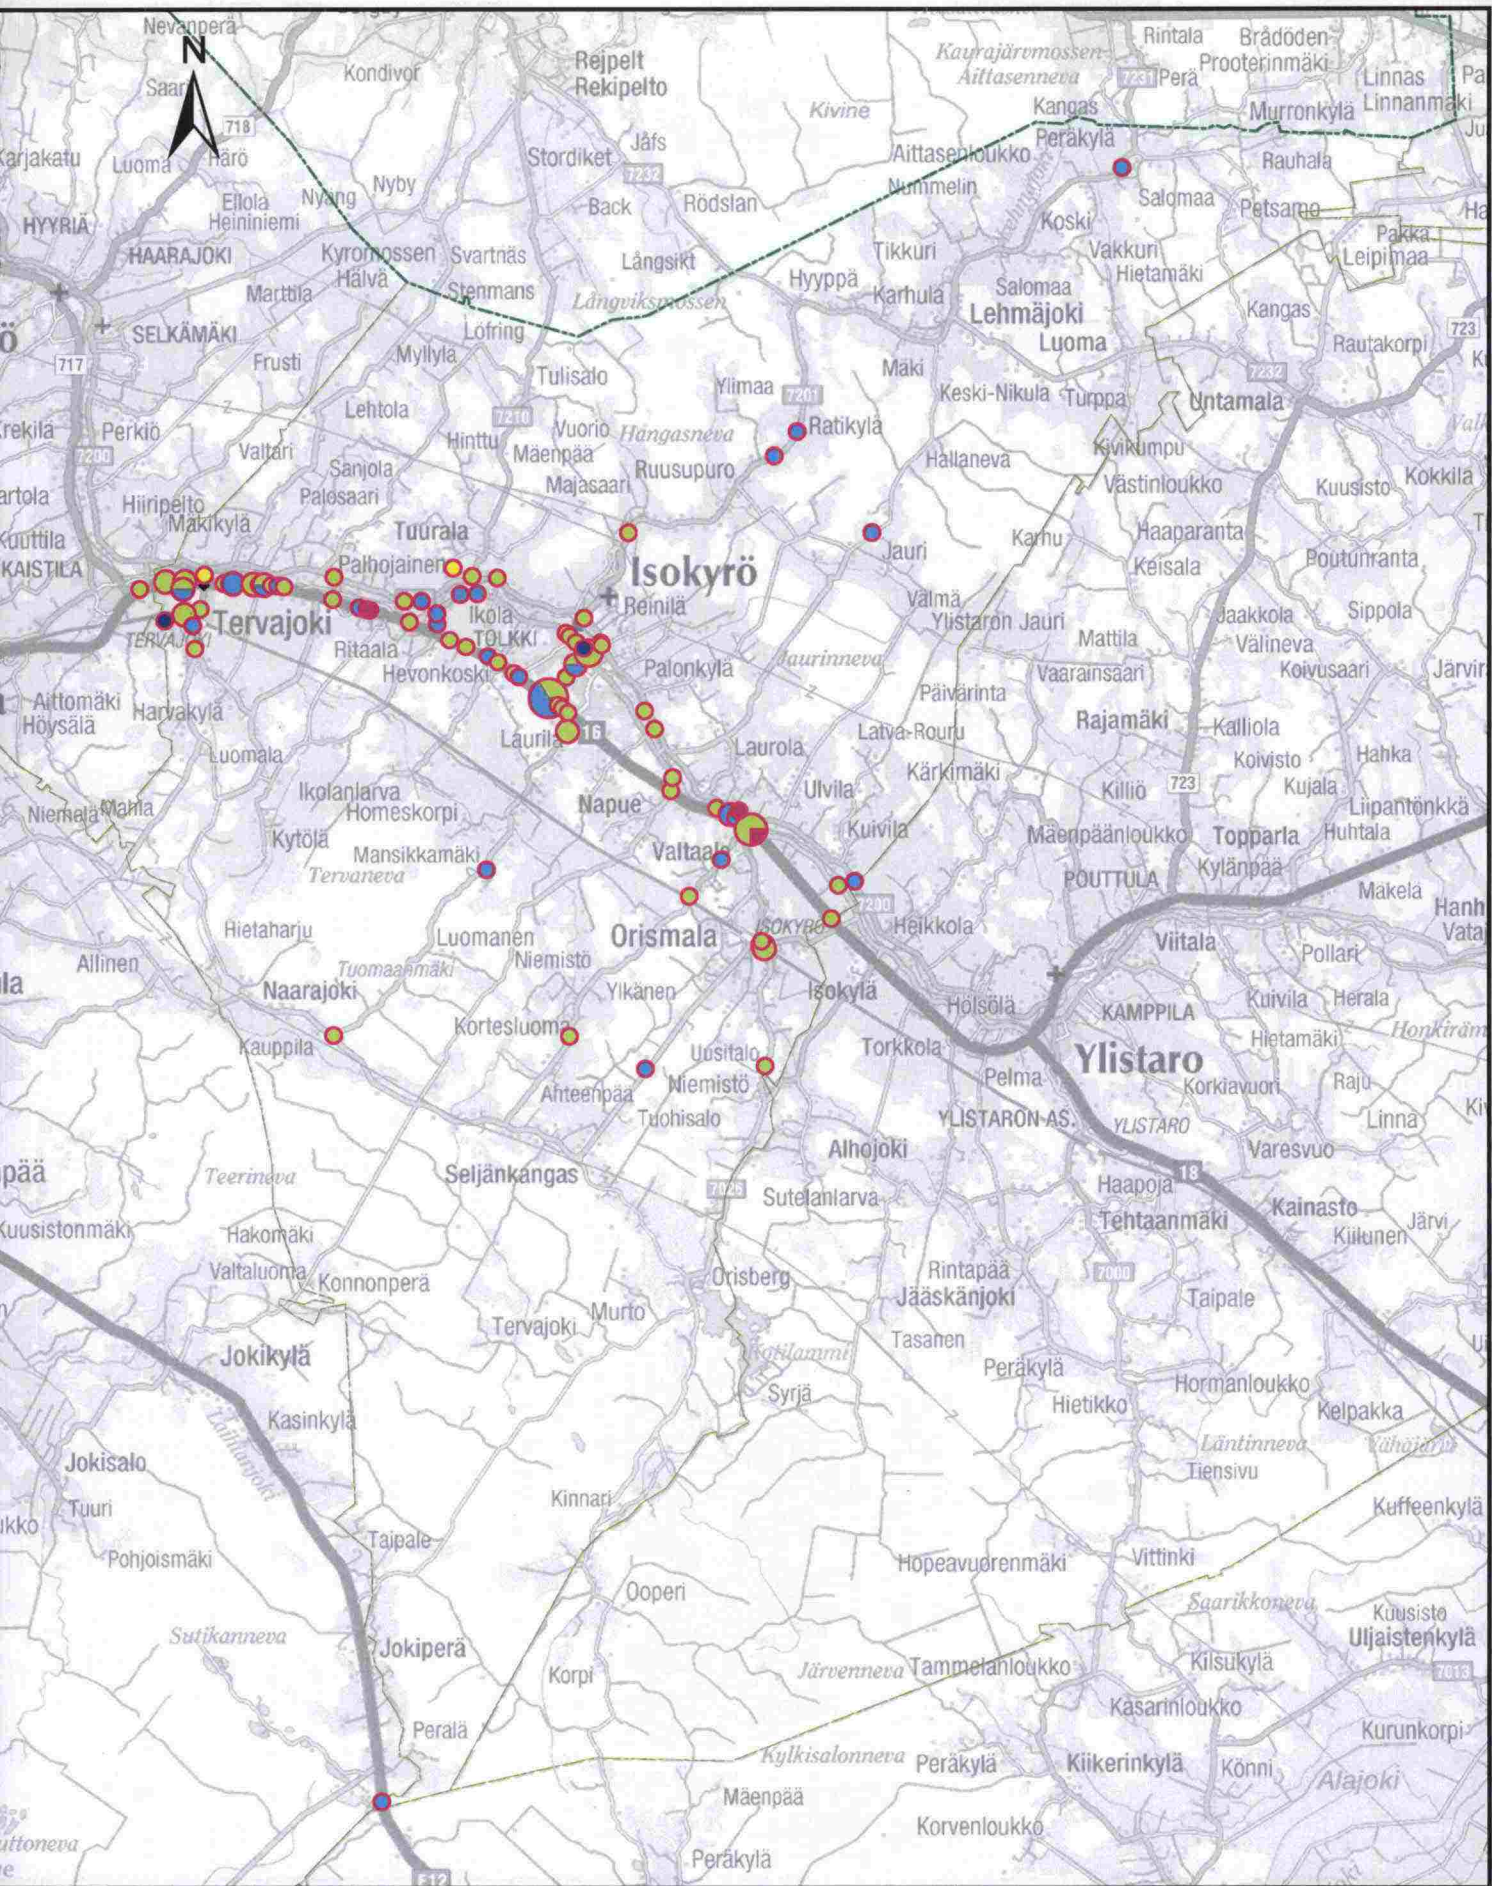 Nevanperä
N
Saari
Kondivor
718
Härö
Luoma
Nyby
Nyäng
Heininiemi
HYYRIÄ
HAARAJOKI
Kyromossen
Hälvä
Svartnäs
Stenmans
Löfring
Marttila
SELKÄMÄKI
717
Frusti
Myllylä
Rejpelt
Rekipelto
Jåfs
Stordiket
7232
Back
Rödslan
Långsikt
Långviksmossen
Kivine
Kaurajärvmossen
Aittasenneva
Rintala
Brådöden
Prooterinmäki
7231
Perä
Linnas
Linnanmäki
Kangas
Murronkylä
Peräkylä
Aittasenloukko
Rauhala
Nummelin
Salomaa
Petsamo
Koski
Pakka
Leipimaa
Tikkuri
Vakkuri
Hietamäki
Hyyppä
Karhula
Salomaa
Lehmäjoki
Luoma
Kangas
723
Rautakorpi
Mäki
7232
Tulisalo
Ylimaa
7201
Keski-Nikula
Turppa
Untamala
Lehtola
7210
Perkiö
Vuorio
Hangasneva
Ratikylä
Hinttu
Mäenpää
7200
Valtari
Kivikumpu
Sanjola
Ruusupuro
Hallaneva
Kokkila
Palosaari
Majasaari
Västinloukko
Kuusisto
Hiiripelto
Mäkikylä
Tuurala
Karhu
Haaparanta
Palhojainen
Jauri
Poutunranta
KAISTILA
Isokyrö
Keisala
Reinilä
Välmä
Ylistaron Jauri
Jaakkola
Sippola
Tervajoki
Ikola
TOLKKI
Mattila
Välineva
TERVAJOKI
Ritaala
Jaurinneva
Hevonkoski
Palonkylä
Vaarainsaari
Koivusaari
Aittomäki
Höysälä
Harvakylä
Päivärinta
Rajamäki
Kalliola
Laurila
16
Laurola
Latva-Rouru
Luomala
Koivisto
Hahka
Kärkimäki
Ikolanlarva
Homeskorpi
Napue
Ulvila
Killiö
723
Kujala
Niemelä
Mahla
Liipantönkkä
Kytölä
Kuivila
Mäenpäänloukko
Topparla
Huhtala
Mansikkamäki
Valtaala
Kylänpää
Tervaneva
POUTTULA
Mäkelä
7200
Hietaharju
Orismala
ISOKYRÖ
Heikkola
Luomanen
Viitala
Ailinen
Niemistö
Pollari
Tuomaanmäki
Naarajoki
Ylkänen
Isokylä
Holsölä
Kuivila
Herala
KAMPPILA
Kortesluoma
Hietamäki
Kauppila
Uusitalo
Torkkola
Ylistaro
Pelma
Ahteenpää
Niemistö
Korkiavuori
Raju
Tuohisalo
YLISTARON AS.
YLISTARO
Linna
Alhojoki
Varesvuo
Teerineva
Seljänkangas
18
7026
Haapoja
Sutelanlarva
Kainasto
Tehtaanmäki
Järvi
Kuusistonmäki
Kiilunen
Hakomäki
Valtaluoma
Konnonperä
Orisberg
Rintapää
7000
Jääskänjoki
Taipale
Murto
Tervajoki
Tasanen
Jokikylä
Kotilammi
Peräkylä
Syrjä
Hormanloukko
Hietikko
Kelpakka
Kasinkylä
Läntinneva
Vähäjärvi
Jokisalo
Tiensivu
Tuuri
Kinnari
Kuffeenkylä
Taipale
Pohjoismäki
Hopeavuorenmäki
Vittinki
Ooperi
Saarikkoneva
Kuusisto
Uljaistenkylä
Sutikanneva
Jokiperä
Korpi
Järvenneva
Tammelanloukko
Kilsukylä
7013
Kasarinloukko
Perälä
Kurunkorpi
Kylkisalonneva
Peräkylä
Kiikerinkylä
Könni
Alajoki
Mäenpää
Korvenloukko
Peräkylä
E12